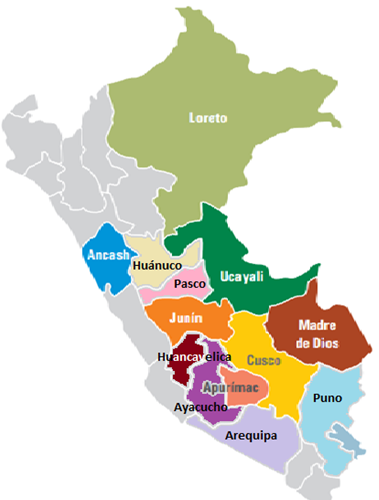 Loreto
Ancash
Huánuco
Ucayali
Pasco
Junín
Madre
de Dios
Huancavelica
Cusco
Apurímac
Puno
Ayacucho
Arequipa